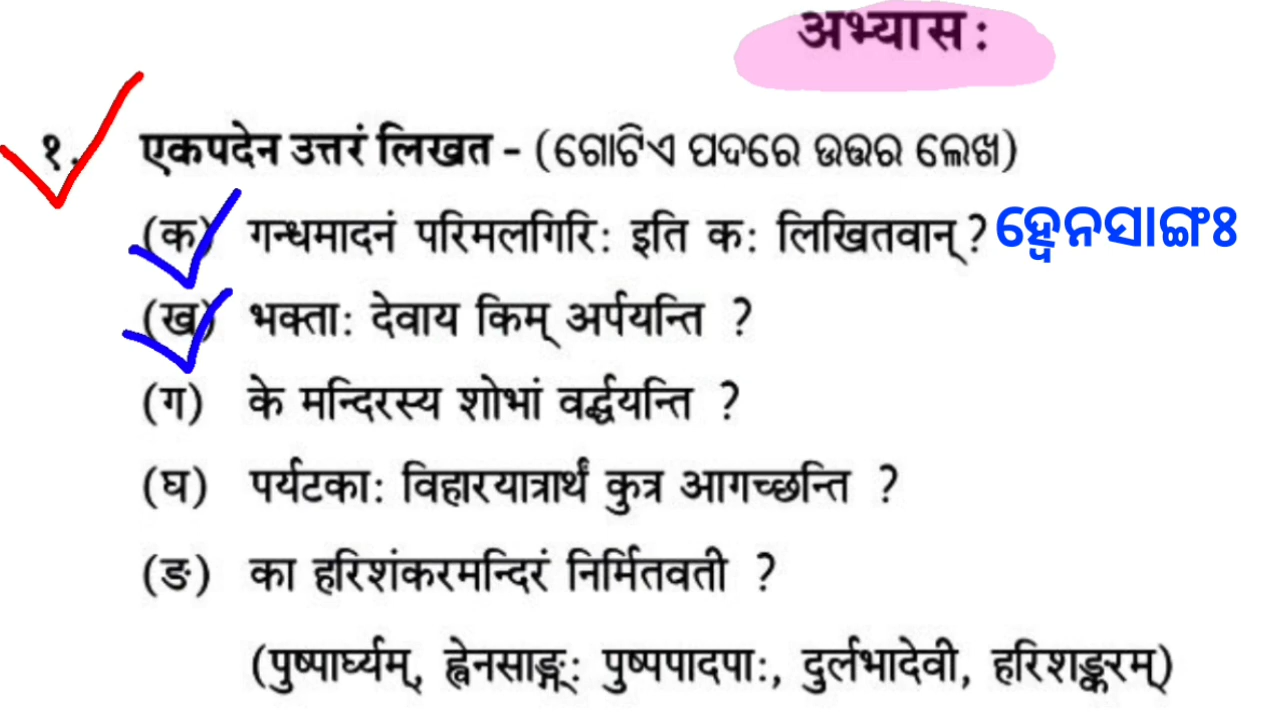 अभ्यासः
१. एकपदेन उत्तरं लिखत - (ଗୋଟିଏ ପଦରେ ଉତ୍ତର ଲେଖ)
(क) गन्धमादनं परिमलगिरिः इति कः लिखितवान् ? ହ୍ବେନସାଙ୍ଗଃ
(ख) भक्ताः देवाय किम् अर्पयन्ति ?
(ग) के मन्दिरस्य शोभां वर्द्धयन्ति ?
(घ) पर्यटकाः विहारयात्रार्थं कुत्र आगच्छन्ति ?
(ङ) का हरिशंकरमन्दिरं निर्मितवती ?
(पुष्पार्घ्यम्, ह्वेनसाङ्गः पुष्पपादपाः, दुर्लभादेवी, हरिशङ्करम्)